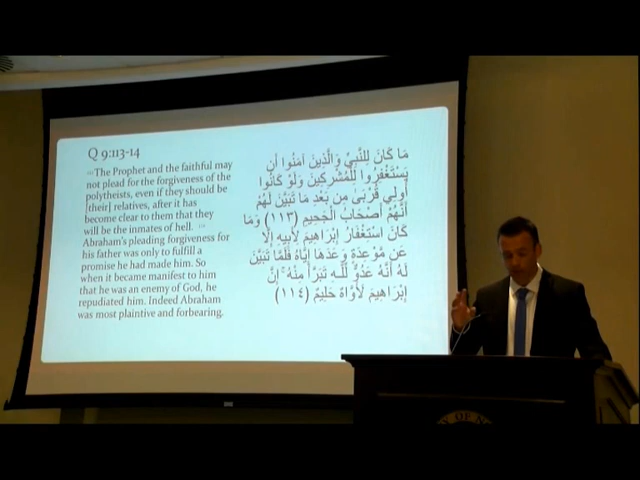 Q 9:113-14
The Prophet and the faithful may
not plead for the forgiveness of the
polytheists, even if they should be
[their] relatives, after it has
become clear to them that they
will be the inmates of hell.
Abraham's pleading forgiveness for
his father was only to fulfill a
promise he had made him. So
when it became manifest to him
that he was an enemy of God, he
repudiated him. Indeed Abraham
was most plaintive and forbearing.
مَا كَانَ لِلنَّبِيِّ وَالَّذِينَ آمَنُوا أَن
يَسْتَغْفِرُوا لِلْمُشْرِكِينَ وَلَوْ كَانُوا
أُولِي قُرْبَىٰ مِن بَعْدِ مَا تَبَيَّنَ لَهُمْ
أَنَّهُمْ أَصْحَابُ الْجَحِيمِ (١١٣) وَمَا
كَانَ اسْتِغْفَارُ إِبْرَاهِيمَ لِأَبِيهِ إِلَّا
عَن مَّوْعِدَةٍ وَعَدَهَا إِيَّاهُ فَلَمَّا تَبَيَّنَ
لَهُ أَنَّهُ عَدُوٌّ لِّلَّهِ تَبَرَّأَ مِنْهُ ۚ إِنَّ
إِبْرَاهِيمَ لَأَوَّاهٌ حَلِيمٌ (١١٤)
Y OF N